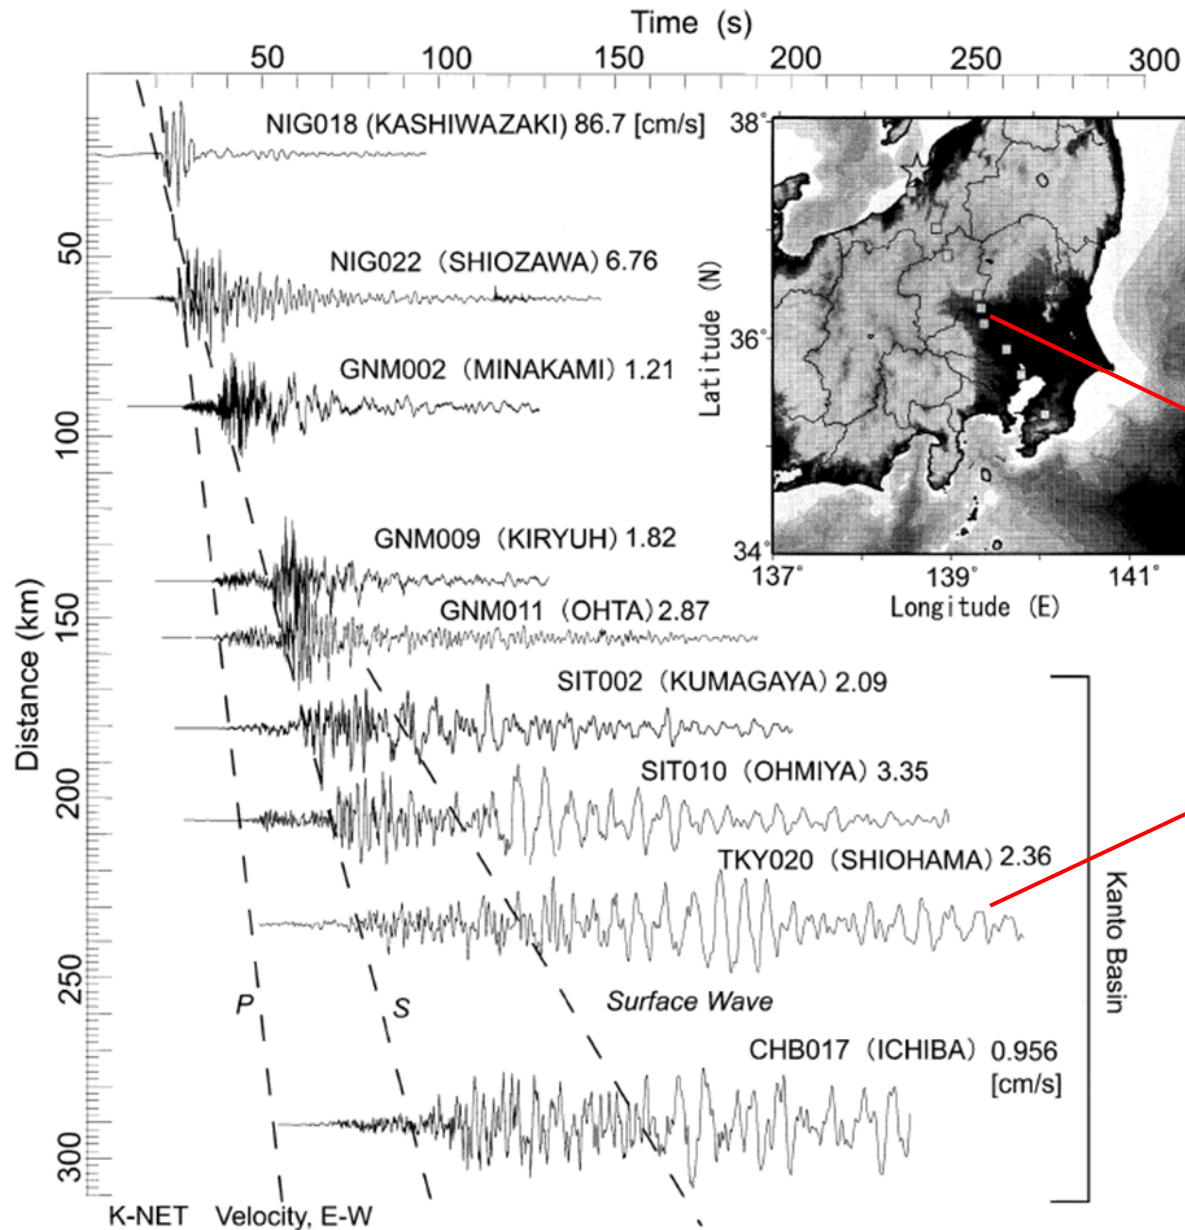 Time (s)
50 100 150 200 250 300
NIG018 (KASHIWAZAKI) 86.7 [cm/s]
NIG022 (SHIOZAWA) 6.76
GNM002 (MINAKAMI) 1.21
GNM009 (KIRYUH) 1.82
GNM011 (OHTA) 2.87
SIT002 (KUMAGAYA) 2.09
SIT010 (OHMIYA) 3.35
TKY020 (SHIOHAMA) 2.36
CHB017 (ICHIBA) 0.956
[cm/s]
P
S
Surface Wave
Kanto Basin
Distance (km)
50
100
150
200
250
300
K-NET Velocity, E-W
38°
36°
34°
Latitude (N)
137° 139° 141°
Longitude (E)